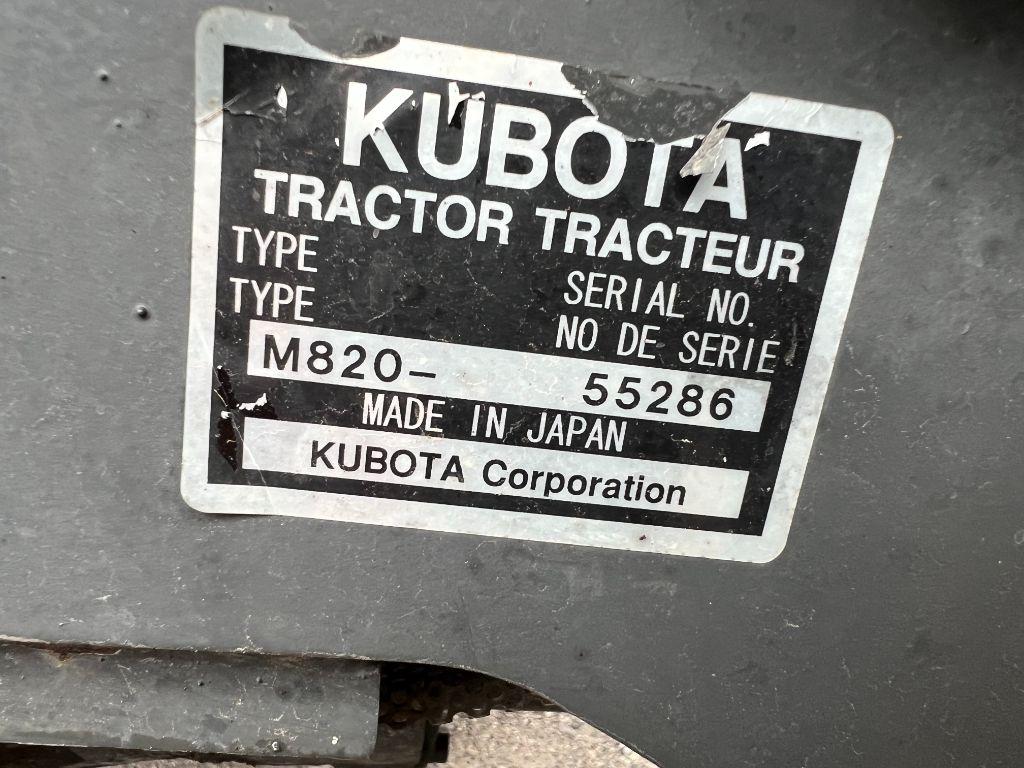 KUBOTA
TRACTOR TRACTEUR
TYPE
TYPE
SERIAL NO.
NO DE SERIE
M820- 55286
MADE IN JAPAN
KUBOTA Corporation